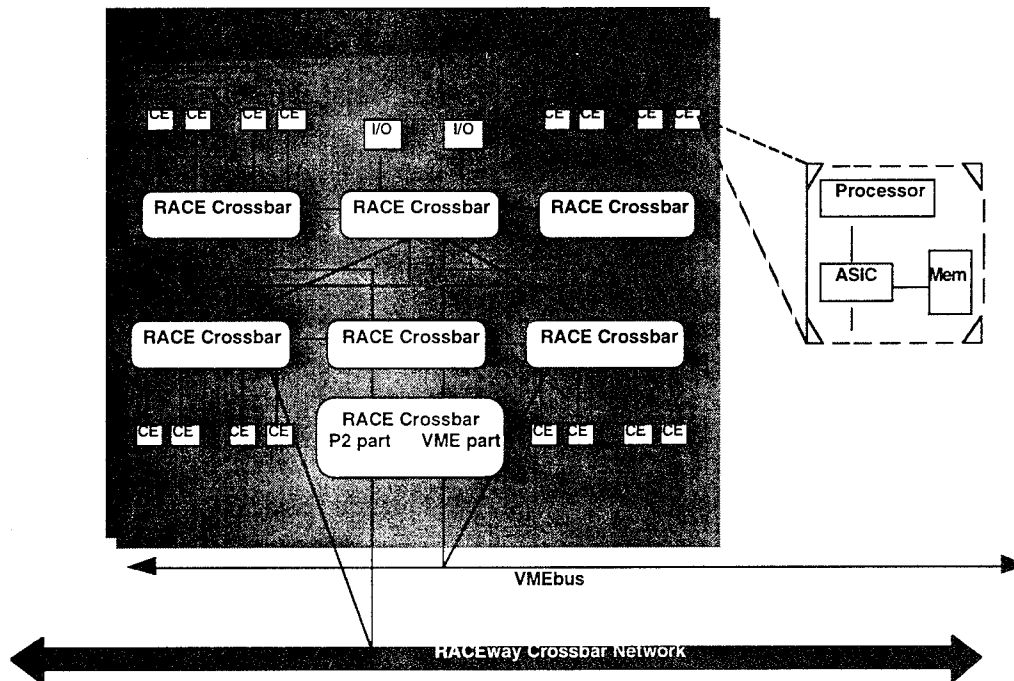 CE CE CE CE I/O I/O CE CE CE CE
RACE Crossbar RACE Crossbar RACE Crossbar
Processor
ASIC Mem
RACE Crossbar RACE Crossbar RACE Crossbar
RACE Crossbar
P2 part VME part
CE CE CE CE CE CE CE CE
VMEbus
RACEway Crossbar Network